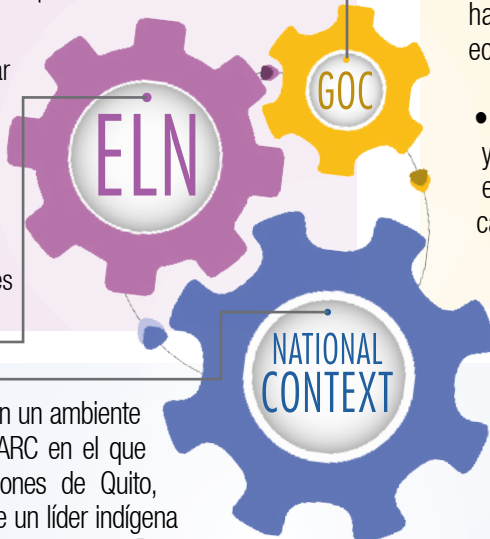 ar
es
ELN
GOC
ha
ec
• 
y
e
ca
NATIONAL
CONTEXT
n un ambiente
ARC en el que
ones de Quito,
e un líder indígena